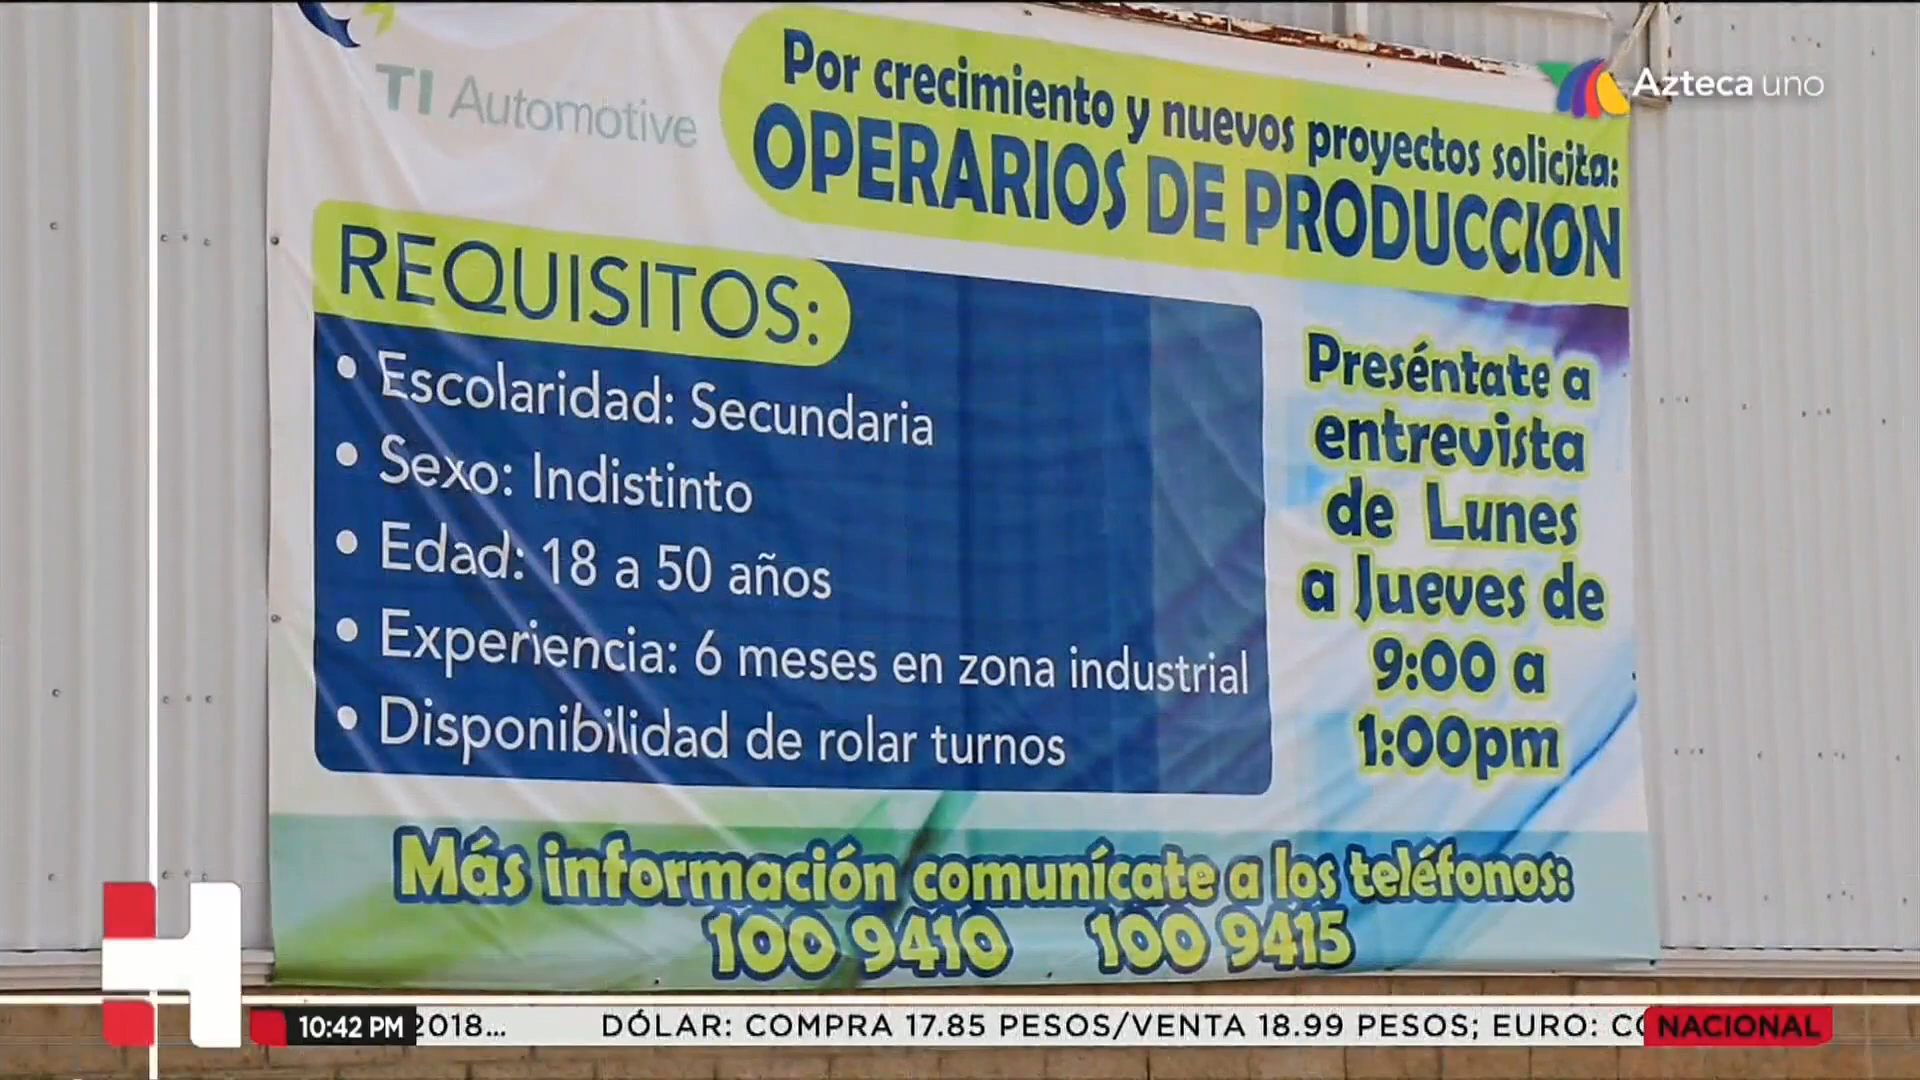 TI Automotive
Azteca uno
Por crecimiento y nuevos proyectos solicita:
OPERARIOS DE PRODUCCION
REQUISITOS:
• Escolaridad: Secundaria
• Sexo: Indistinto
• Edad: 18 a 50 años
• Experiencia: 6 meses en zona industrial
• Disponibilidad de rolar turnos
Preséntate a
entrevista
de Lunes
a Jueves de
9:00 a
1:00pm
Más información comunícate a los teléfonos:
100 9410 100 9415
H
10:42 PM 2018... DÓLAR: COMPRA 17.85 PESOS/VENTA 18.99 PESOS; EURO: NACIONAL